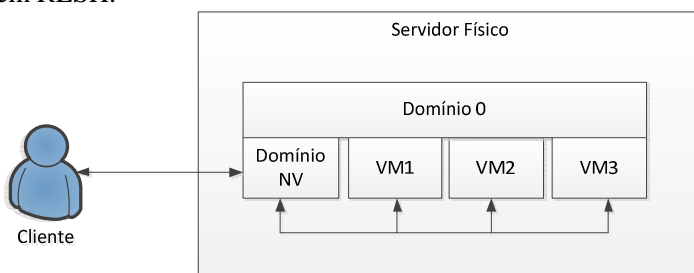 Servidor Físico
Domínio 0
Domínio
NV
VM1
VM2
VM3
Cliente